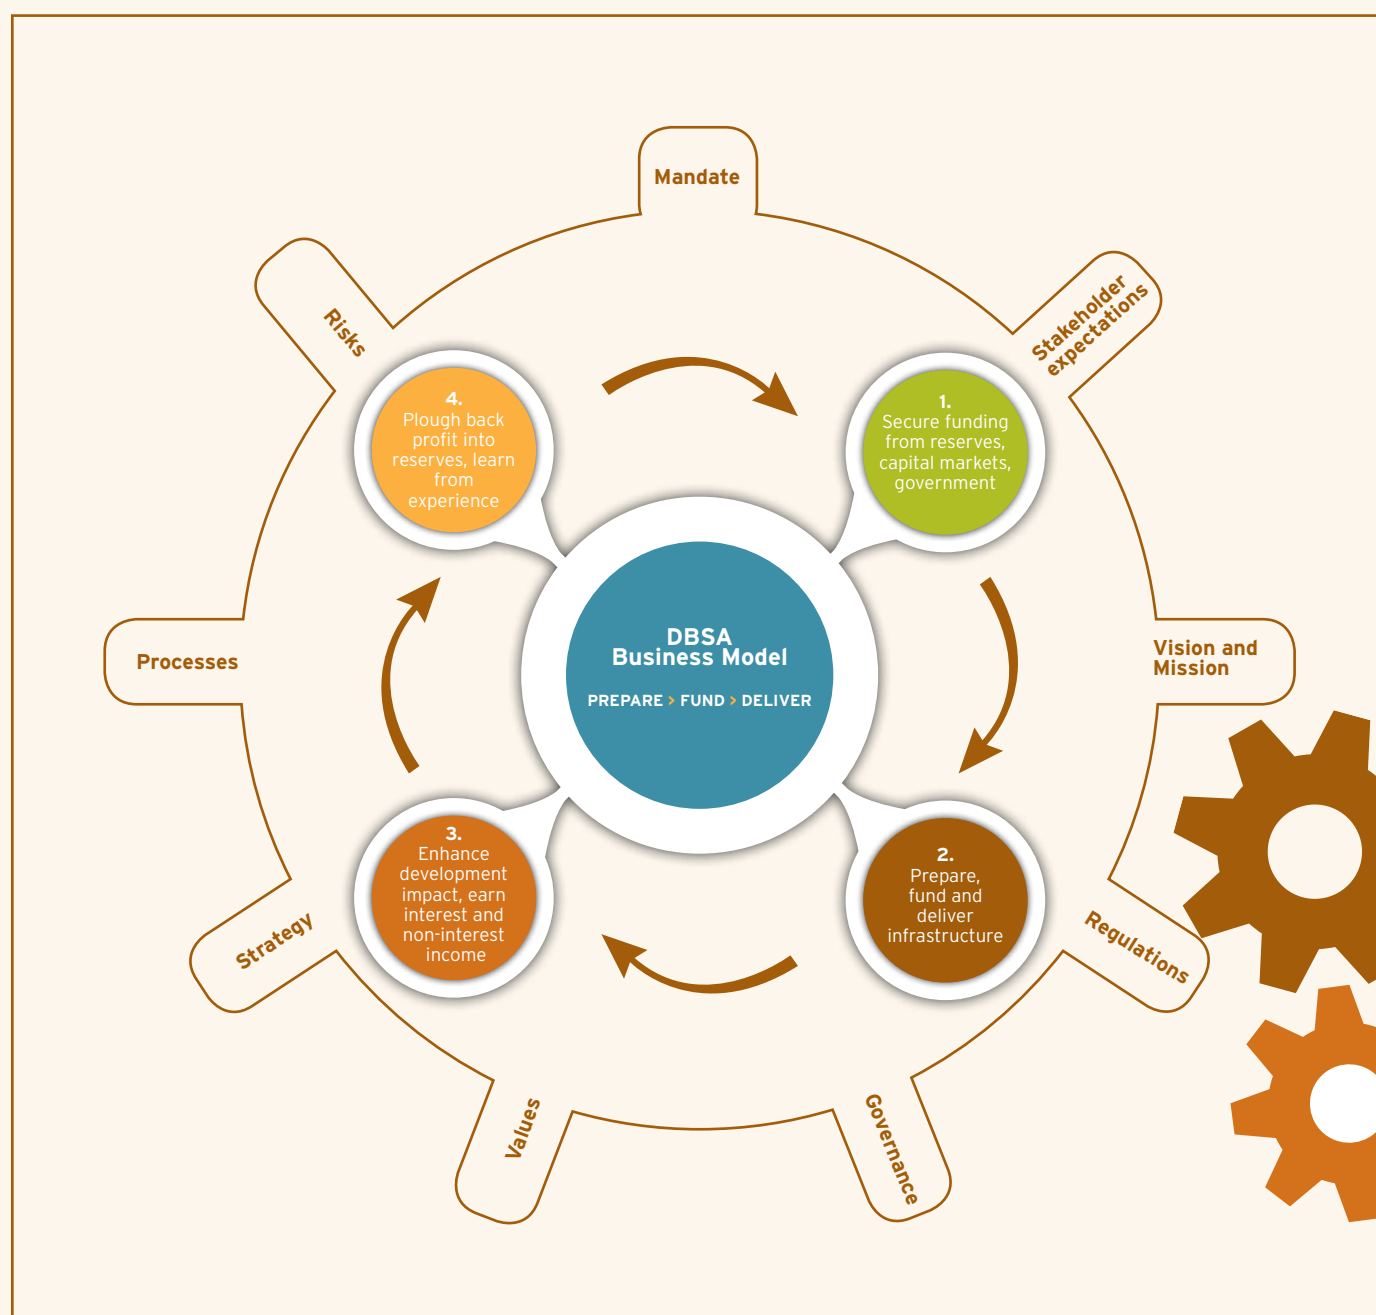 Mandate
Stakeholder
expectations
Risks
4.
Plough back
profit into
reserves, learn
from
experience
1.
Secure funding
from reserves,
capital markets,
government
Processes
DBSA
Business Model
PREPARE > FUND > DELIVER
Vision and
Mission
3.
Enhance
development
impact, earn
interest and
non-interest
income
2.
Prepare,
fund and
deliver
infrastructure
Strategy
Regulations
Values
Governance